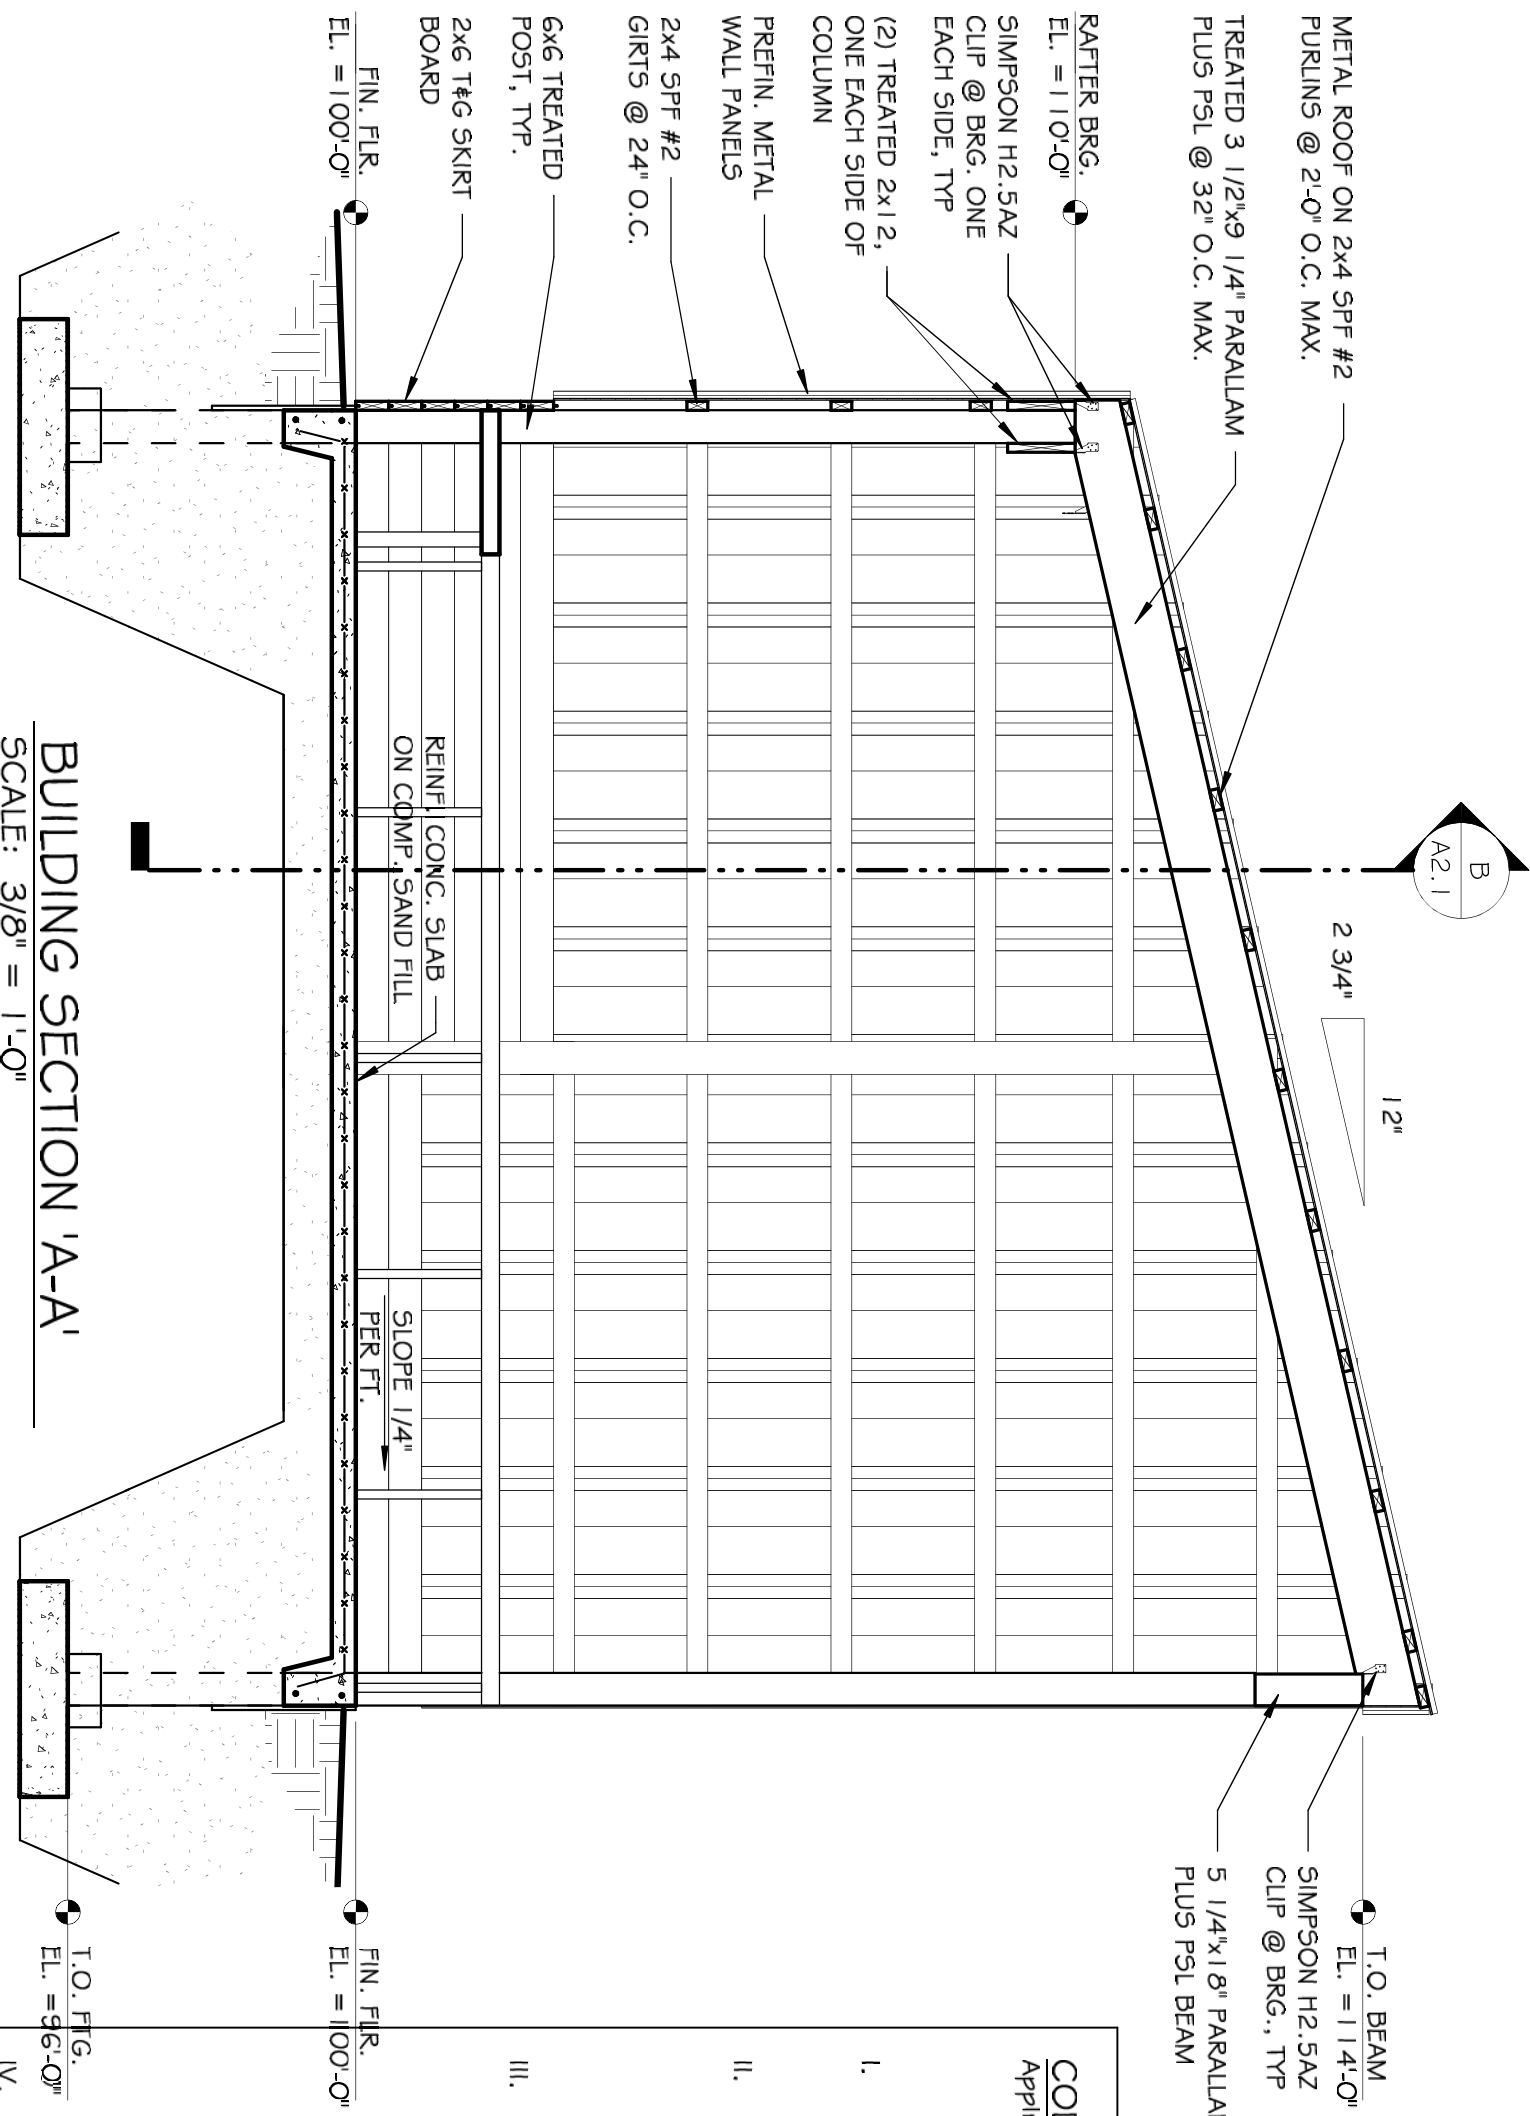 METAL ROOF ON 2x4 SPF #2
PURLINS @ 2'-0" O.C. MAX.
TREATED 3 1/2"x9 1/4" PARALLAM
PLUS PSL @ 32" O.C. MAX.
RAFTER BRG.
EL. = 110'-0"
SIMPSON H2.5AZ
CLIP @ BRG. ONE
EACH SIDE, TYP
(2) TREATED 2x12,
ONE EACH SIDE OF
COLUMN
PREFIN. METAL
WALL PANELS
2x4 SPF #2
GIRTS @ 24" O.C.
6x6 TREATED
POST, TYP.
2x6 T&G SKIRT
BOARD
FIN. FLR.
EL. = 100'-0"
B
A2.1
2 3/4"
12"
REINF. CONC. SLAB
ON COMP. SAND FILL
SLOPE 1/4"
PER FT.
T.O. BEAM
EL. = 114'-0"
SIMPSON H2.5AZ
CLIP @ BRG., TYP
5 1/4"x18" PARALLA
PLUS PSL BEAM
FIN. FLR.
EL. = 100'-0"
T.O. FTG.
EL. = 96'-0"
BUILDING SECTION 'A-A'
SCALE: 3/8" = 1'-0"
I.
II.
III.
IV.